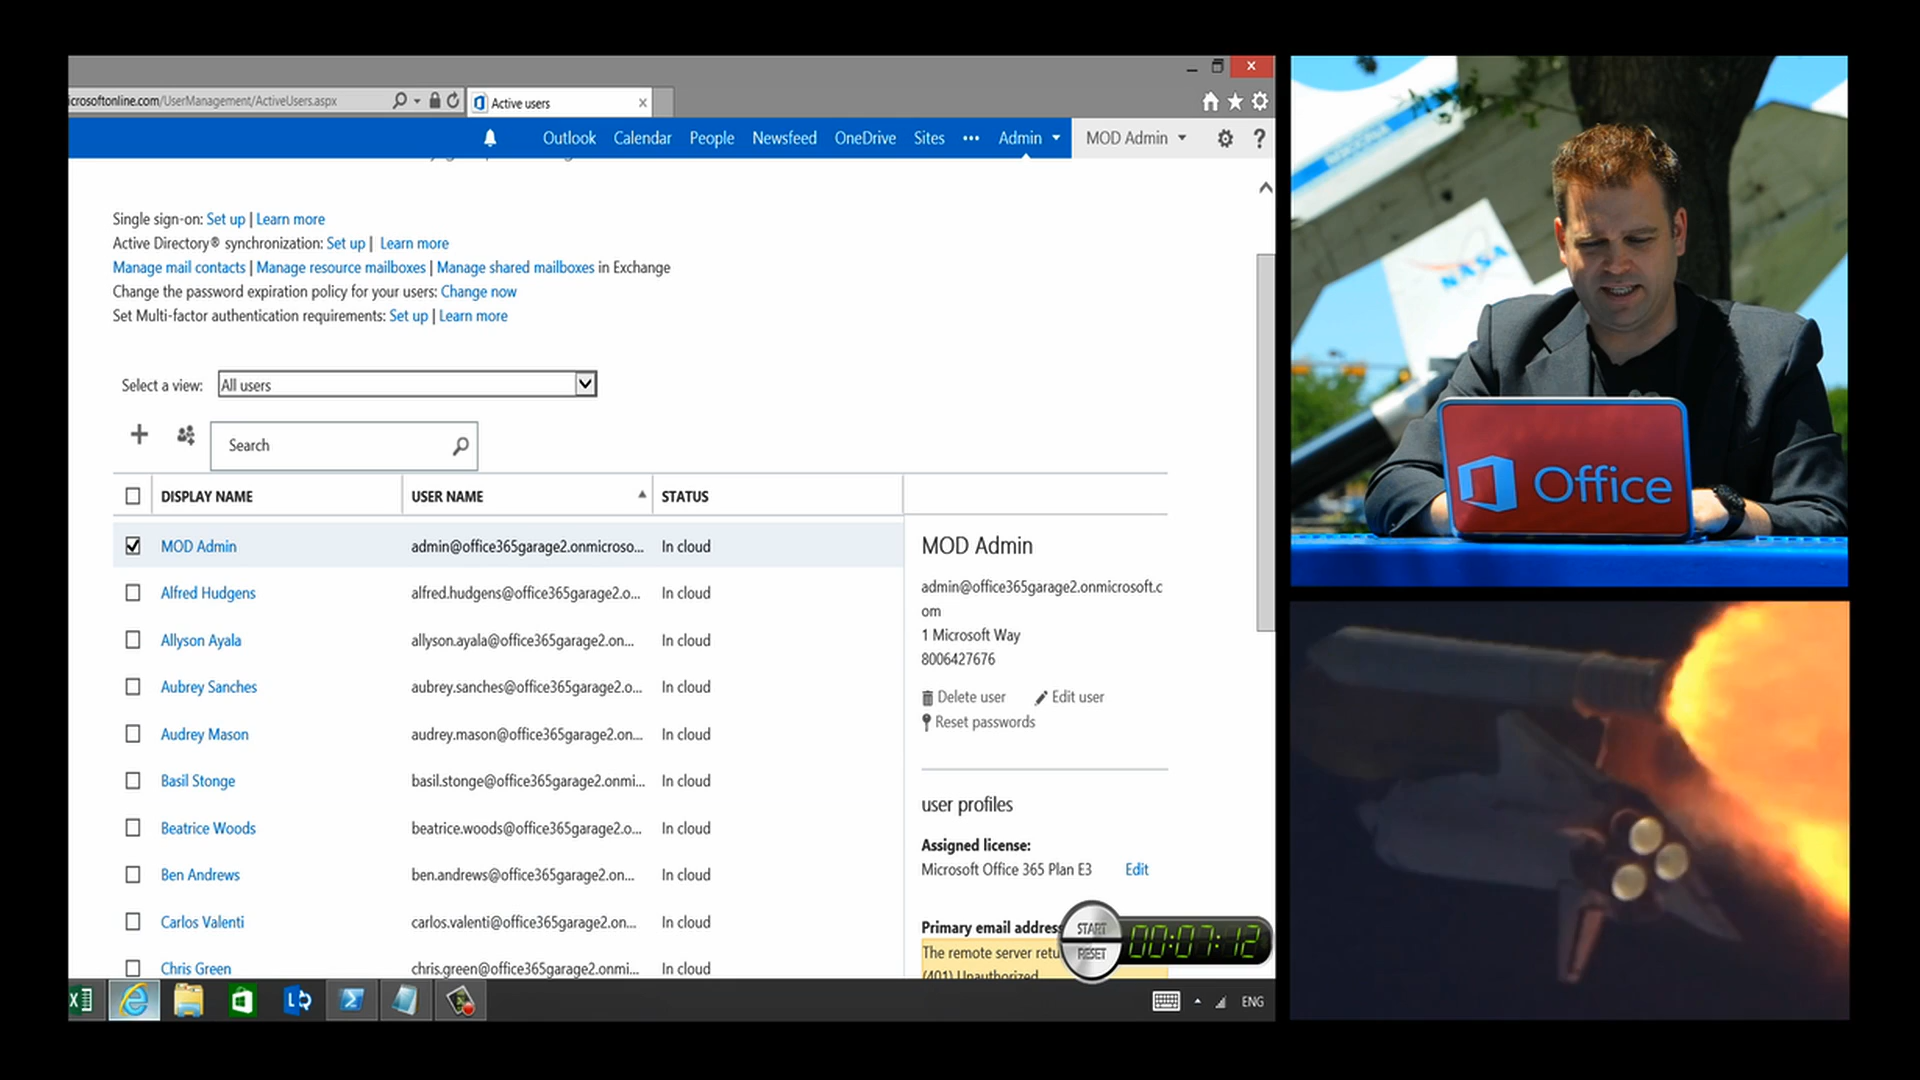 icrosoftonline.com/UserManagement/ActiveUsers.aspx
Active users
Outlook Calendar People Newsfeed OneDrive Sites ••• Admin MOD Admin ?
Single sign-on: Set up | Learn more
Active Directory® synchronization: Set up | Learn more
Manage mail contacts | Manage resource mailboxes | Manage shared mailboxes in Exchange
Change the password expiration policy for your users: Change now
Set Multi-factor authentication requirements: Set up | Learn more
Select a view: All users
Search
DISPLAY NAME USER NAME STATUS
MOD Admin admin@office365garage2.onmicroso... In cloud
Alfred Hudgens alfred.hudgens@office365garage2.o... In cloud
Allyson Ayala allyson.ayala@office365garage2.on... In cloud
Aubrey Sanches aubrey.sanches@office365garage2.o... In cloud
Audrey Mason audrey.mason@office365garage2.on... In cloud
Basil Stonge basil.stonge@office365garage2.onmi... In cloud
Beatrice Woods beatrice.woods@office365garage2.o... In cloud
Ben Andrews ben.andrews@office365garage2.on... In cloud
Carlos Valenti carlos.valenti@office365garage2.on... In cloud
Chris Green chris.green@office365garage2.onmi... In cloud
MOD Admin
admin@office365garage2.onmicrosoft.c
om
1 Microsoft Way
8006427676
Delete user Edit user
Reset passwords
user profiles
Assigned license:
Microsoft Office 365 Plan E3 Edit
Primary email address
The remote server retu
(401) Unauthorized
START
RESET
00:07:12
ENG
NASA
Office